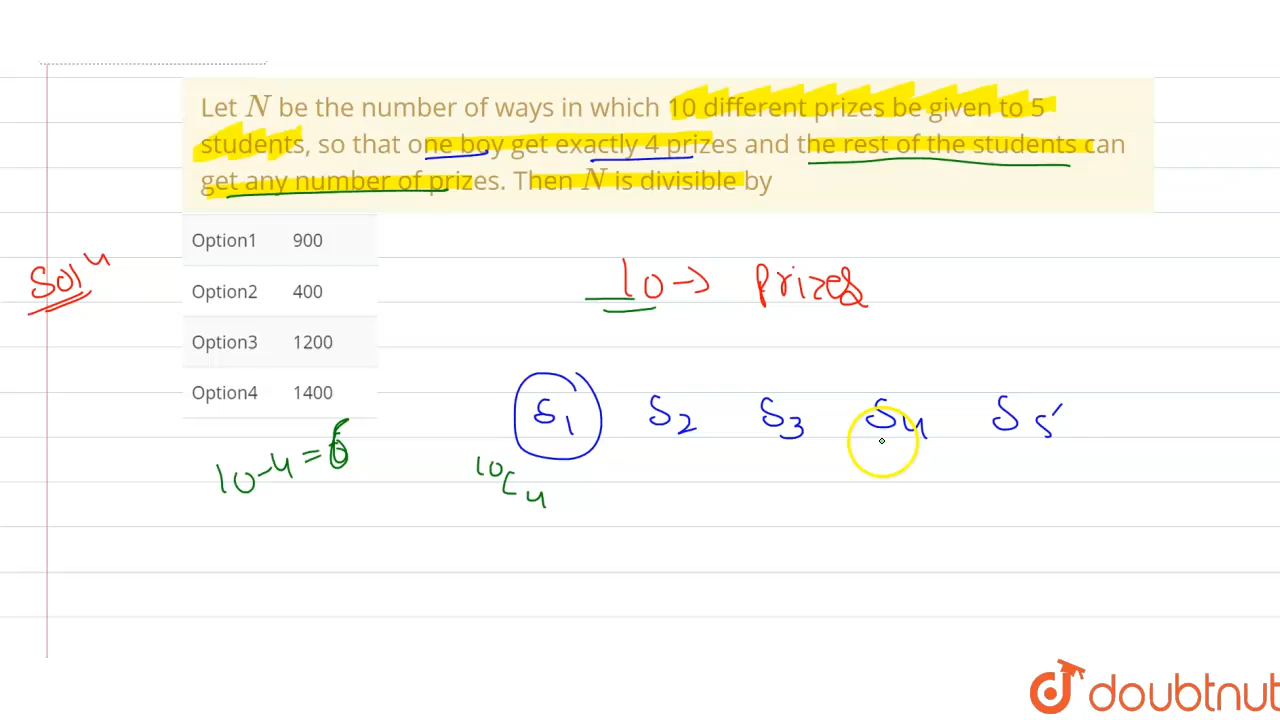 Let N be the number of ways in which 10 different prizes be given to 5
students, so that one boy get exactly 4 prizes and the rest of the students can
get any number of prizes. Then N is divisible by
Option1 900
Option2 400
Option3 1200
Option4 1400
Solⁿ
10 → Prizes
S1 S2 S3 S4 S5
10-4=6
10C4
doubtnut